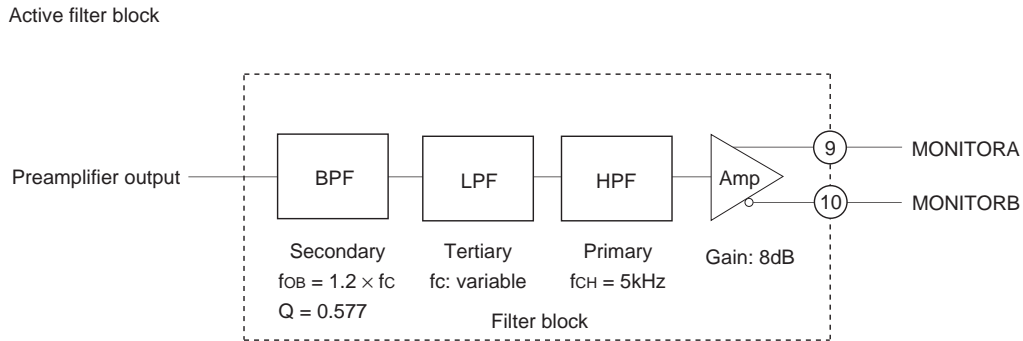 Active filter block
Preamplifier output
BPF
LPF
HPF
Amp
9
MONITORA
10
MONITORB
Secondary
fOB = 1.2 × fC
Q = 0.577
Tertiary
fc: variable
Primary
fCH = 5kHz
Gain: 8dB
Filter block